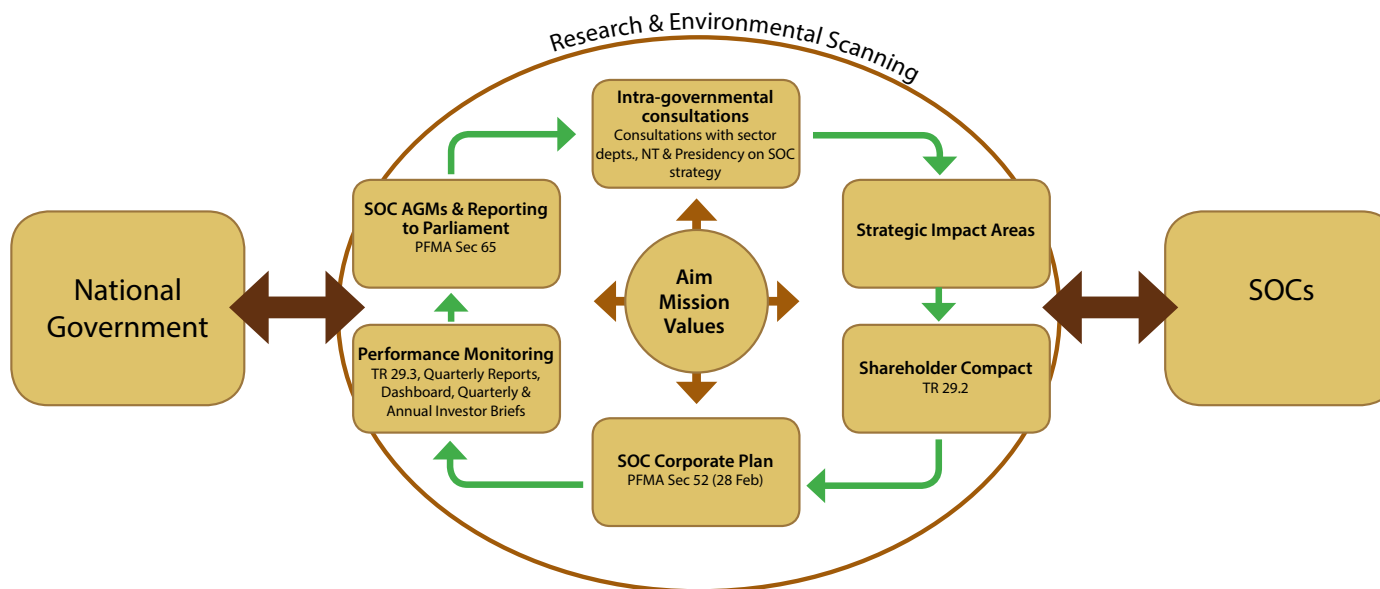 Research & Environmental Scanning
Intra-governmental
consultations
Consultations with sector
depts., NT & Presidency on SOC
strategy
SOC AGMs & Reporting
to Parliament
PFMA Sec 65
Strategic Impact Areas
National
Government
Aim
Mission
Values
SOCs
Performance Monitoring
TR 29.3, Quarterly Reports,
Dashboard, Quarterly &
Annual Investor Briefs
Shareholder Compact
TR 29.2
SOC Corporate Plan
PFMA Sec 52 (28 Feb)